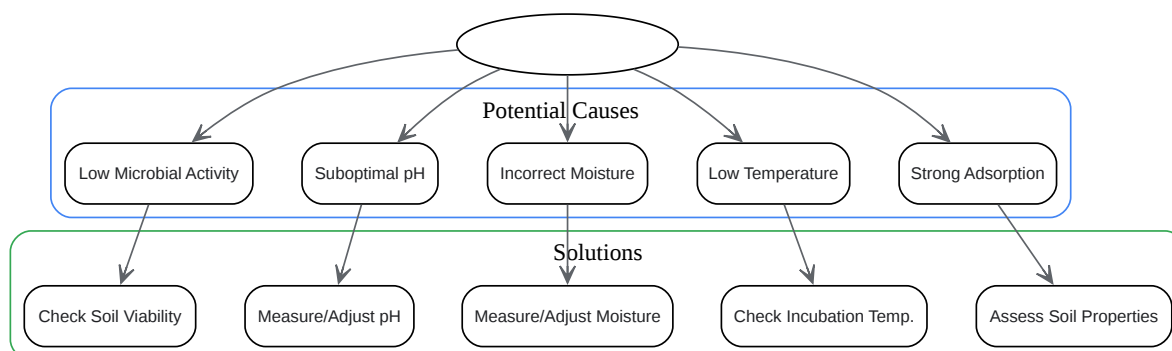 Potential Causes
Low Microbial Activity
Suboptimal pH
Incorrect Moisture
Low Temperature
Strong Adsorption
Solutions
Check Soil Viability
Measure/Adjust pH
Measure/Adjust Moisture
Check Incubation Temp.
Assess Soil Properties